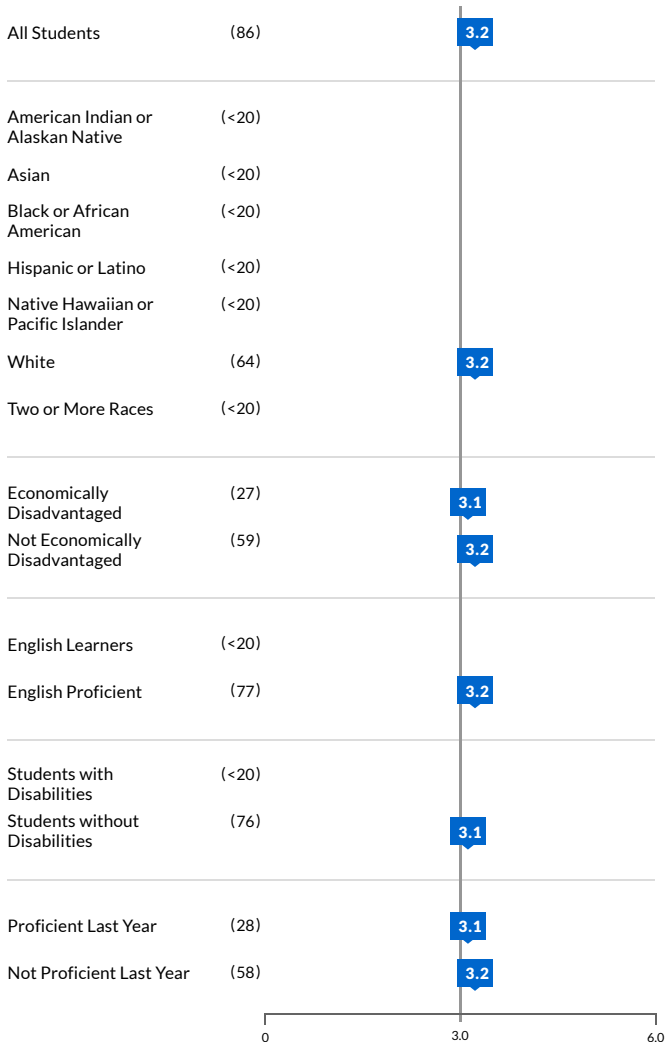 All Students (86) 3.2
American Indian or (<20)
Alaskan Native
Asian (<20)
Black or African (<20)
American
Hispanic or Latino (<20)
Native Hawaiian or (<20)
Pacific Islander
White (64) 3.2
Two or More Races (<20)
Economically (27) 3.1
Disadvantaged
Not Economically (59) 3.2
Disadvantaged
English Learners (<20)
English Proficient (77) 3.2
Students with (<20)
Disabilities
Students without (76) 3.1
Disabilities
Proficient Last Year (28) 3.1
Not Proficient Last Year (58) 3.2
0 3.0 6.0